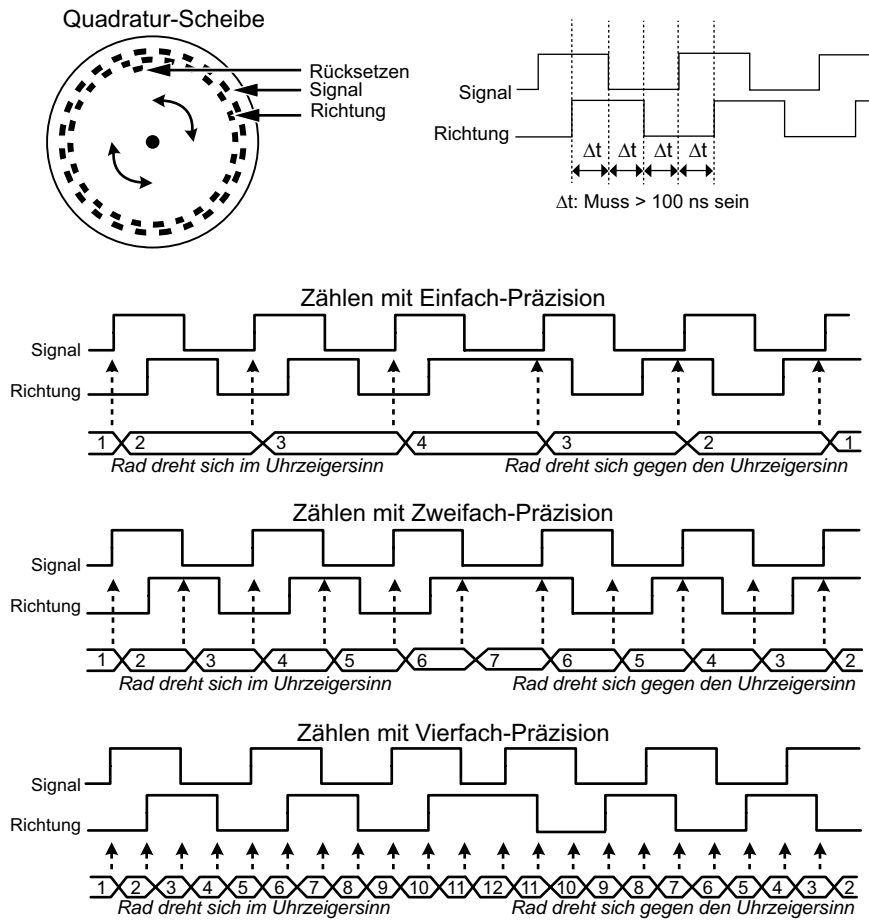 Quadratur-Scheibe
Rücksetzen
Signal
Richtung
Signal
Richtung
Δt Δt Δt Δt
Δt: Muss > 100 ns sein
Zählen mit Einfach-Präzision
Signal
Richtung
1 2 3 4 3 2 1
Rad dreht sich im Uhrzeigersinn Rad dreht sich gegen den Uhrzeigersinn
Zählen mit Zweifach-Präzision
Signal
Richtung
1 2 3 4 5 6 7 6 5 4 3 2
Rad dreht sich im Uhrzeigersinn Rad dreht sich gegen den Uhrzeigersinn
Zählen mit Vierfach-Präzision
Signal
Richtung
1 2 3 4 5 6 7 8 9 10 11 12 11 10 9 8 7 6 5 4 3 2
Rad dreht sich im Uhrzeigersinn Rad dreht sich gegen den Uhrzeigersinn